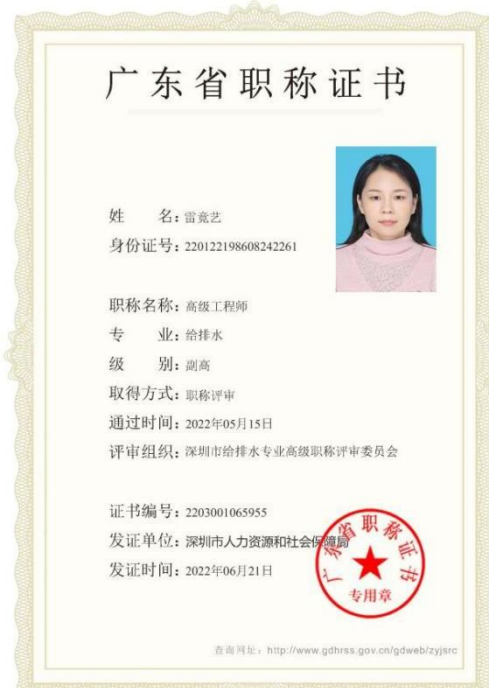 广东省职称证书
姓 名：雷竟艺
身份证号：220122198608242261
职称名称：高级工程师
专 业：给排水
级 别：副高
取得方式：职称评审
通过时间：2022年05月15日
评审组织：深圳市给排水专业高级职称评审委员会
证书编号：2203001065955
发证单位：深圳市人力资源和社会保障局
发证时间：2022年06月21日
广东省职称证书
专用章
查询网址：http://www.gdhrss.gov.cn/gdweb/zyjsrc